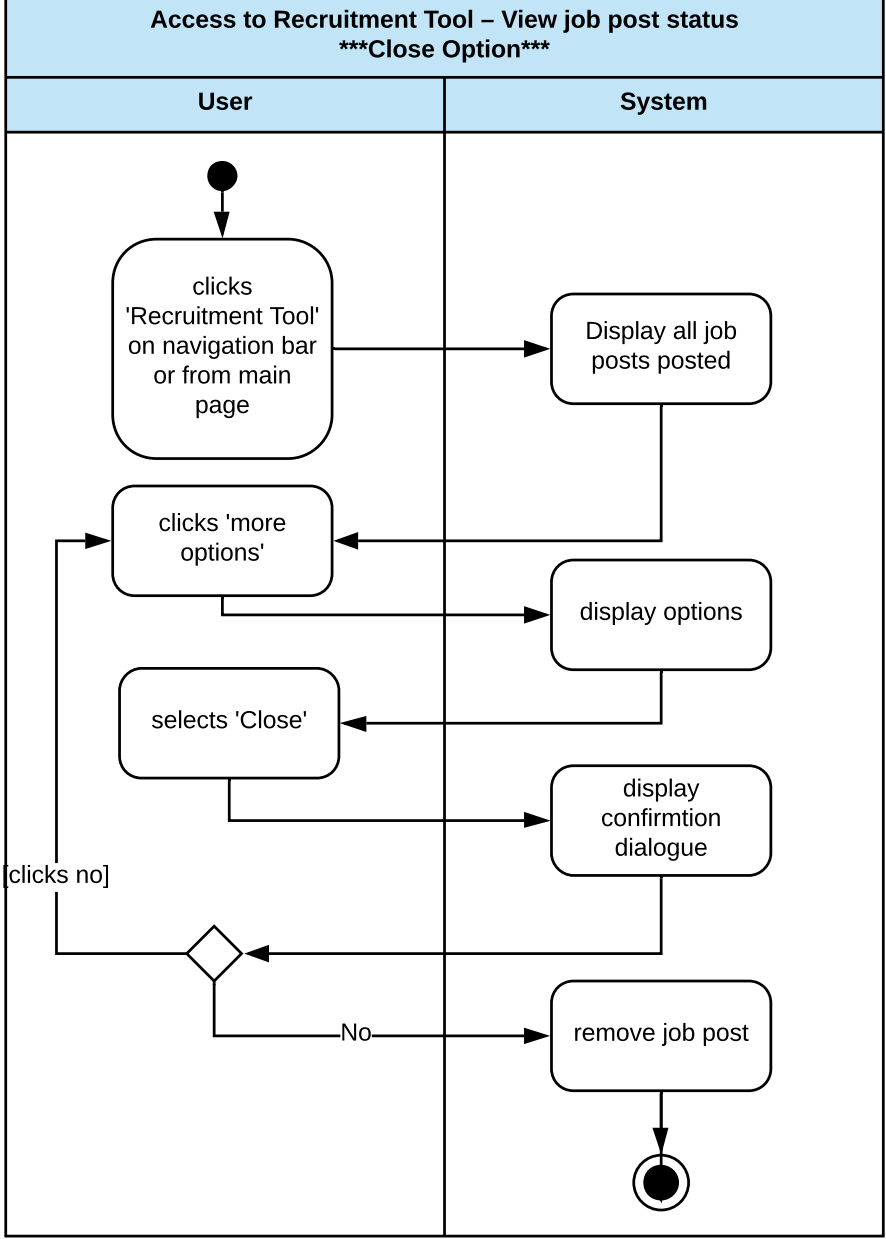 Access to Recruitment Tool – View job post status
***Close Option***
User
System
clicks
'Recruitment Tool'
on navigation bar
or from main
page
Display all job
posts posted
clicks 'more
options'
display options
selects 'Close'
display
confirmtion
dialogue
[clicks no]
No
remove job post